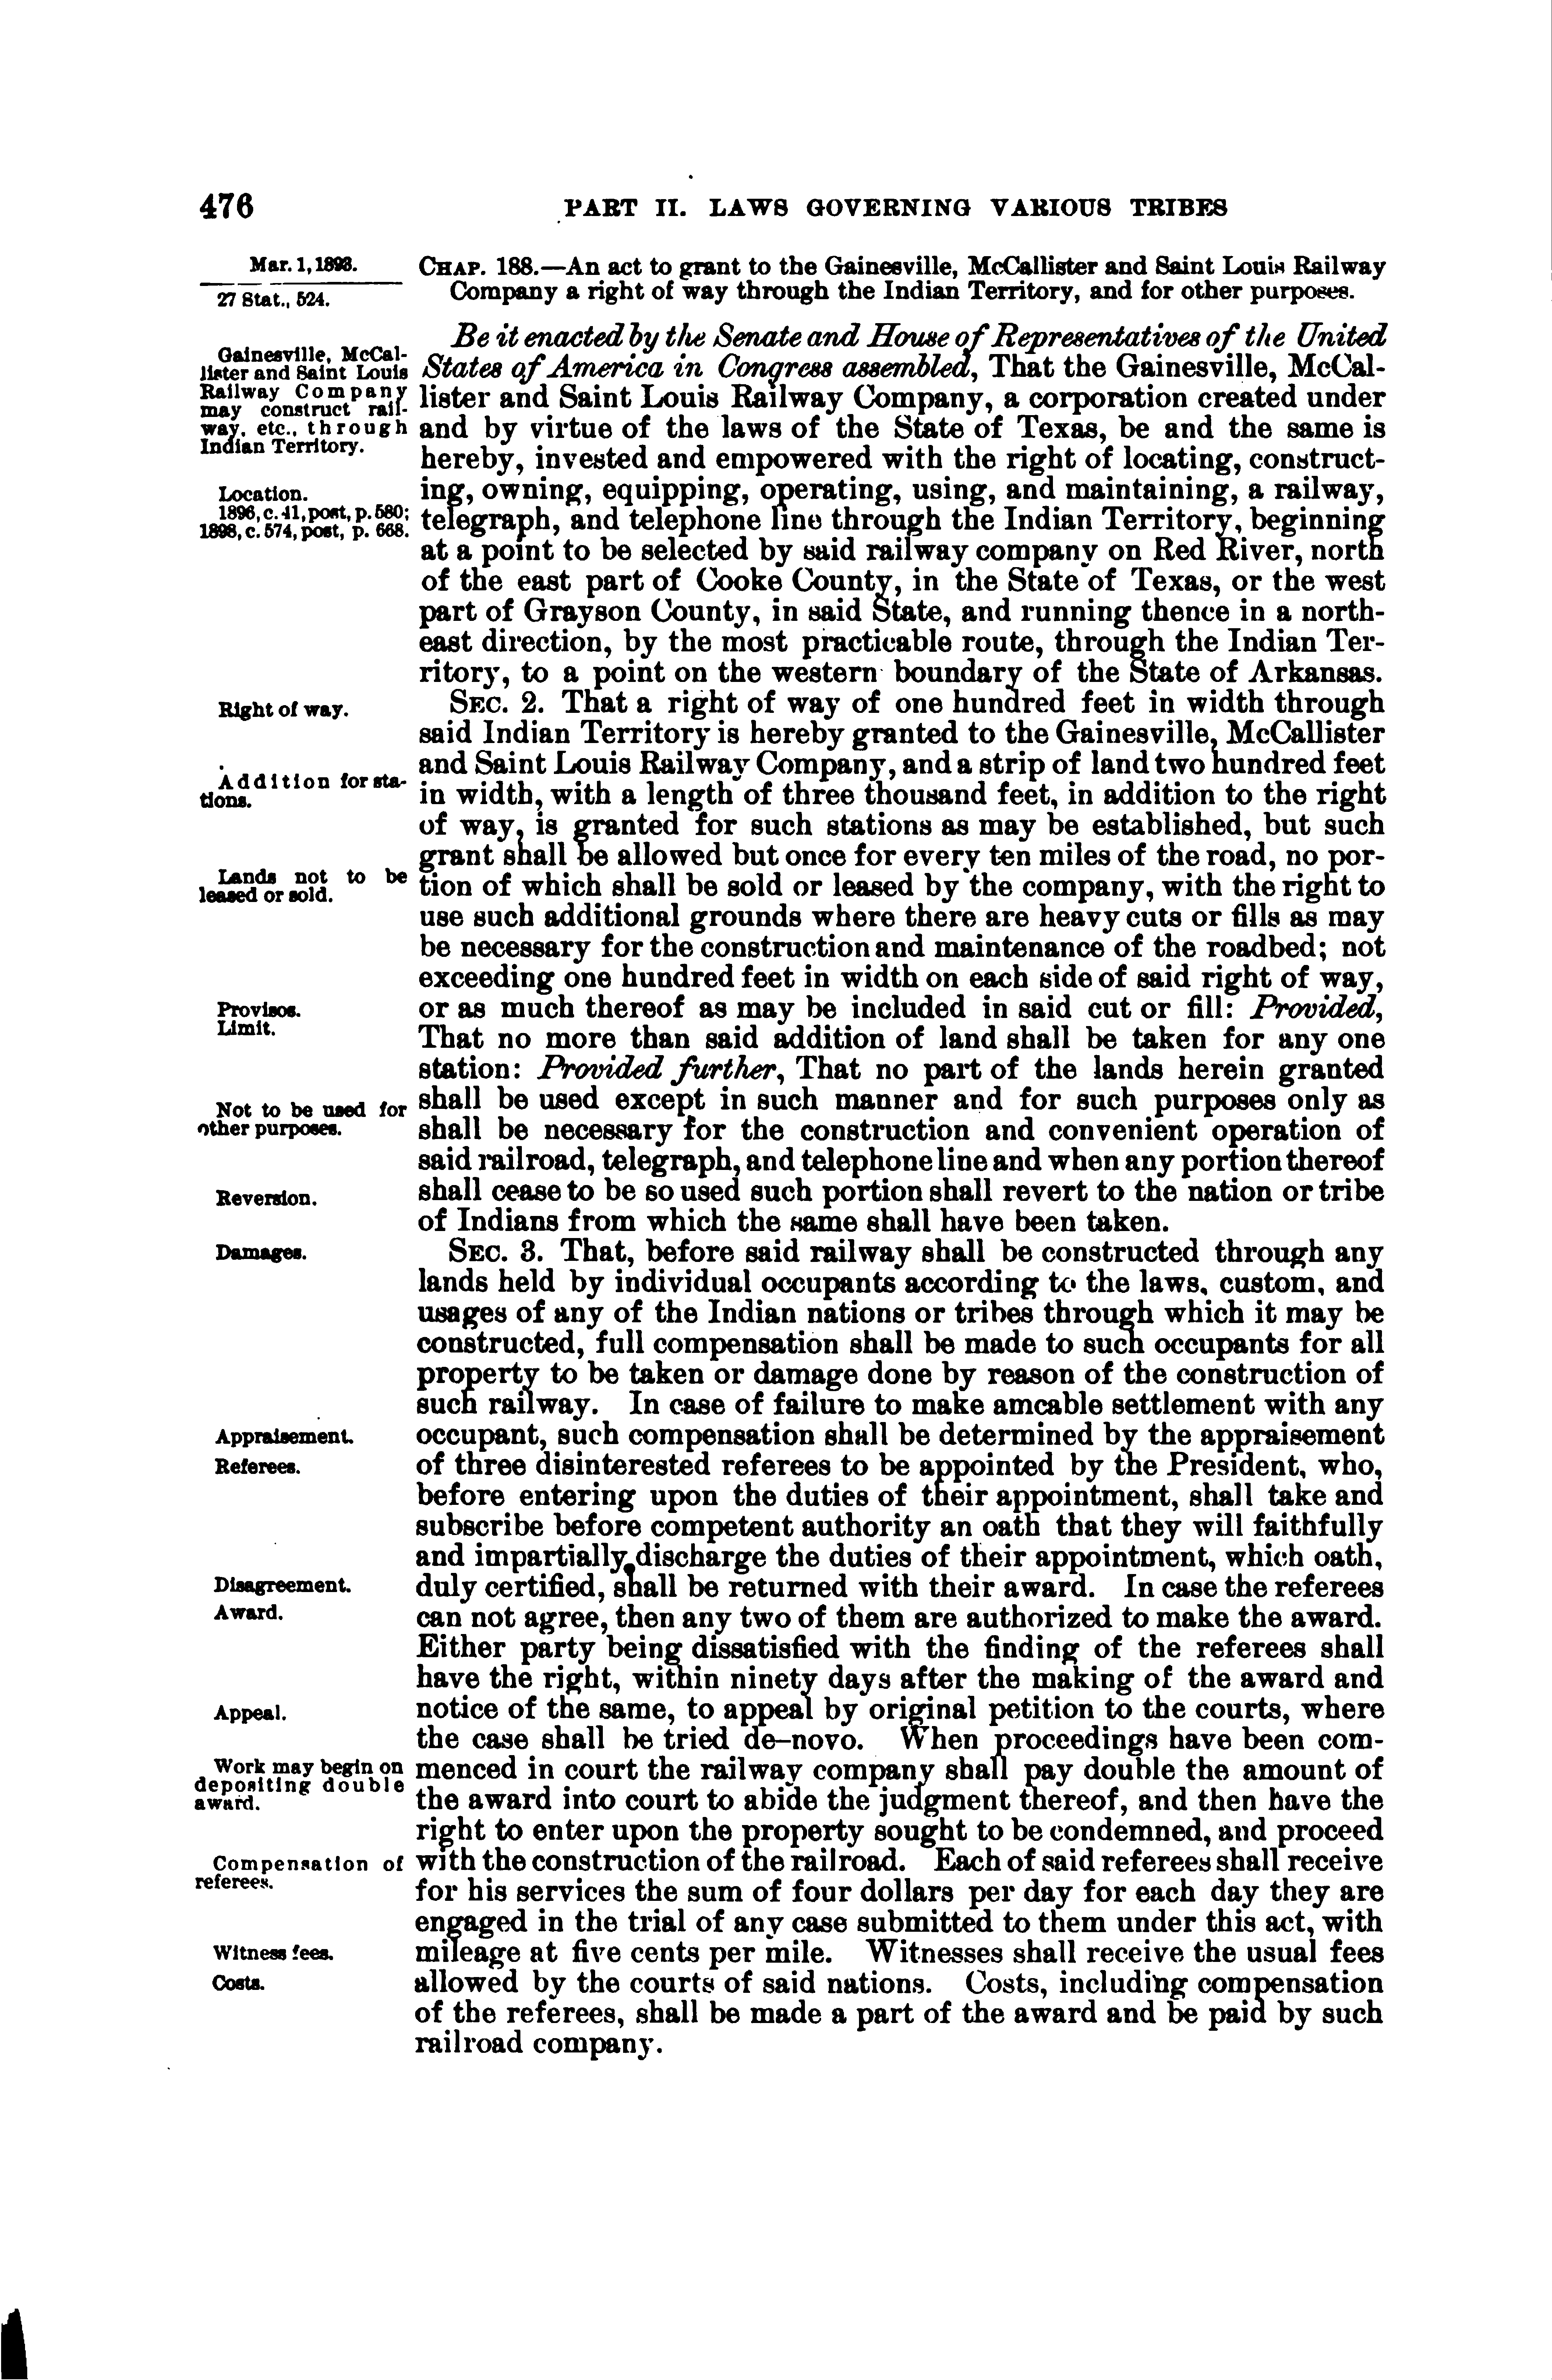 476
PART II. LAWS GOVERNING VARIOUS TRIBES
Mar. 1, 1893.
27 Stat., 524.
CHAP. 188.—An act to grant to the Gainesville, McCallister and Saint Louis Railway
Company a right of way through the Indian Territory, and for other purposes.
Gainesville, McCal-
lister and Saint Louis
Railway Company
may construct rail-
way, etc., through
Indian Territory.
Location.
1896, c. 41, post, p. 580;
1898, c. 574, post, p. 668.
Be it enacted by the Senate and House of Representatives of the United
States of America in Congress assembled, That the Gainesville, McCal-
lister and Saint Louis Railway Company, a corporation created under
and by virtue of the laws of the State of Texas, be and the same is
hereby, invested and empowered with the right of locating, construct-
ing, owning, equipping, operating, using, and maintaining, a railway,
telegraph, and telephone line through the Indian Territory, beginning
at a point to be selected by said railway company on Red River, north
of the east part of Cooke County, in the State of Texas, or the west
part of Grayson County, in said State, and running thence in a north-
east direction, by the most practicable route, through the Indian Ter-
ritory, to a point on the western boundary of the State of Arkansas.
Right of way.
Addition for sta-
tions.
Lands not to be
leased or sold.
Provisos.
Limit.
Not to be used for
other purposes.
Reversion.
SEC. 2. That a right of way of one hundred feet in width through
said Indian Territory is hereby granted to the Gainesville, McCallister
and Saint Louis Railway Company, and a strip of land two hundred feet
in width, with a length of three thousand feet, in addition to the right
of way, is granted for such stations as may be established, but such
grant shall be allowed but once for every ten miles of the road, no por-
tion of which shall be sold or leased by the company, with the right to
use such additional grounds where there are heavy cuts or fills as may
be necessary for the construction and maintenance of the roadbed; not
exceeding one hundred feet in width on each side of said right of way,
or as much thereof as may be included in said cut or fill: Provided,
That no more than said addition of land shall be taken for any one
station: Provided further, That no part of the lands herein granted
shall be used except in such manner and for such purposes only as
shall be necessary for the construction and convenient operation of
said railroad, telegraph, and telephone line and when any portion thereof
shall cease to be so used such portion shall revert to the nation or tribe
of Indians from which the same shall have been taken.
Damages.
Appraisement.
Referees.
Disagreement.
Award.
Appeal.
Work may begin on
depositing double
award.
Compensation of
referees.
Witness fees.
Costs.
SEC. 3. That, before said railway shall be constructed through any
lands held by individual occupants according to the laws, custom, and
usages of any of the Indian nations or tribes through which it may be
constructed, full compensation shall be made to such occupants for all
property to be taken or damage done by reason of the construction of
such railway. In case of failure to make amcable settlement with any
occupant, such compensation shall be determined by the appraisement
of three disinterested referees to be appointed by the President, who,
before entering upon the duties of their appointment, shall take and
subscribe before competent authority an oath that they will faithfully
and impartially discharge the duties of their appointment, which oath,
duly certified, shall be returned with their award. In case the referees
can not agree, then any two of them are authorized to make the award.
Either party being dissatisfied with the finding of the referees shall
have the right, within ninety days after the making of the award and
notice of the same, to appeal by original petition to the courts, where
the case shall be tried de-novo. When proceedings have been com-
menced in court the railway company shall pay double the amount of
the award into court to abide the judgment thereof, and then have the
right to enter upon the property sought to be condemned, and proceed
with the construction of the railroad. Each of said referees shall receive
for his services the sum of four dollars per day for each day they are
engaged in the trial of any case submitted to them under this act, with
mileage at five cents per mile. Witnesses shall receive the usual fees
allowed by the courts of said nations. Costs, including compensation
of the referees, shall be made a part of the award and be paid by such
railroad company.